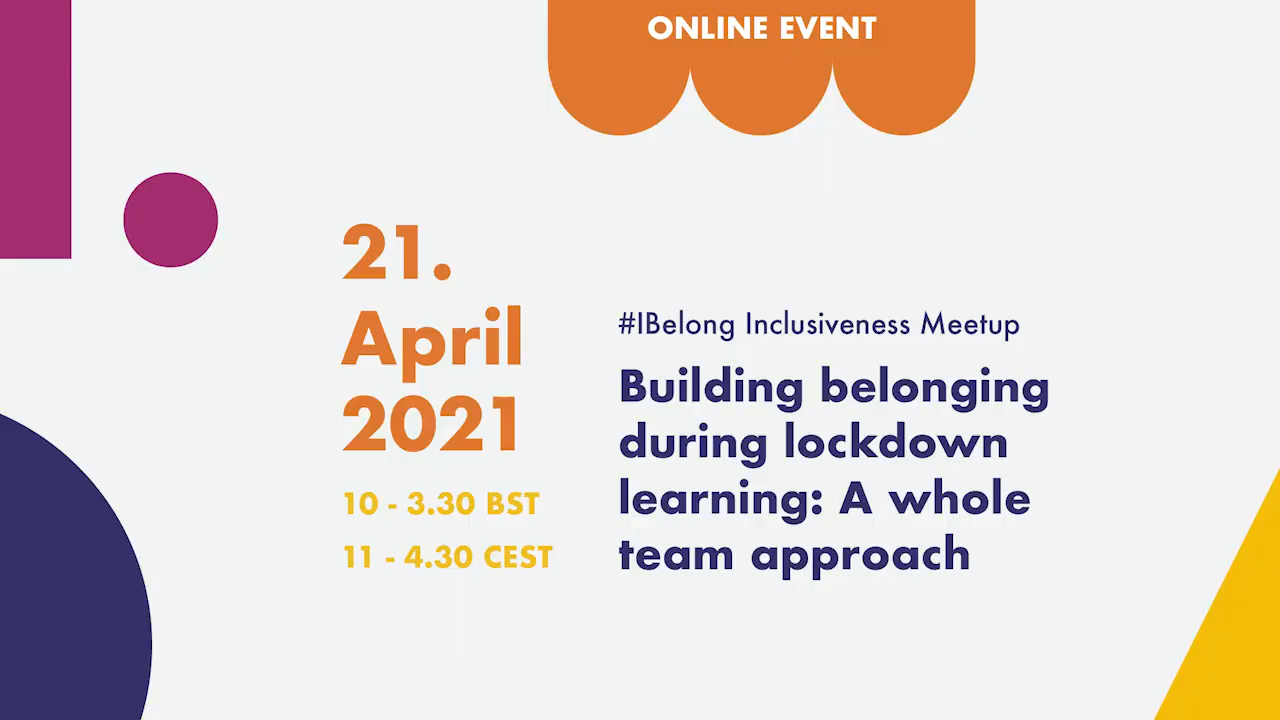 ONLINE EVENT
21.
April
2021
10 - 3.30 BST
11 - 4.30 CEST
#IBelong Inclusiveness Meetup
Building belonging
during lockdown
learning: A whole
team approach